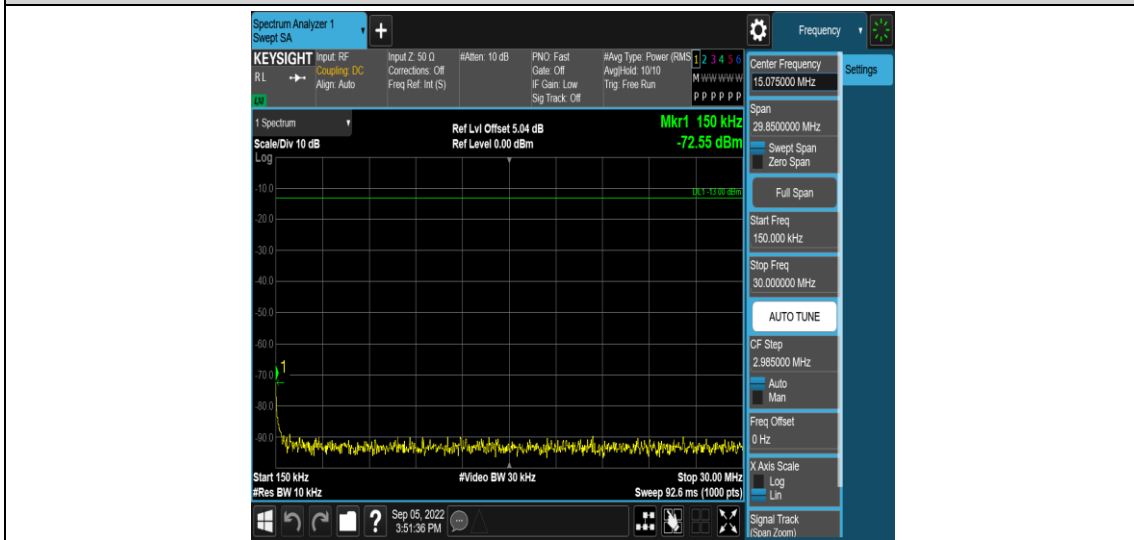 Spectrum Analyzer 1
Swept SA
+
Frequency
KEYSIGHT
RL
LXI
Input: RF
Coupling: DC
Align: Auto
Input Z: 50 Ω
Corrections: Off
Freq Ref: Int (S)
#Atten: 10 dB
PNO: Fast
Gate: Off
IF Gain: Low
Sig Track: Off
#Avg Type: Power (RMS
Avg|Hold: 10/10
Trig: Free Run
1 2 3 4 5 6
M W W W W W
P P P P P P
1 Spectrum
Scale/Div 10 dB
Log
Ref Lvl Offset 5.04 dB
Ref Level 0.00 dBm
Mkr1 150 kHz
-72.55 dBm
DL1 -13.00 dBm
-10.0
-20.0
-30.0
-40.0
-50.0
-60.0
-70.0
-80.0
-90.0
1
Start 150 kHz
#Res BW 10 kHz
#Video BW 30 kHz
Stop 30.00 MHz
Sweep 92.6 ms (1000 pts)
Center Frequency
15.075000 MHz
Settings
Span
29.8500000 MHz
Swept Span
Zero Span
Full Span
Start Freq
150.000 kHz
Stop Freq
30.000000 MHz
AUTO TUNE
CF Step
2.985000 MHz
Auto
Man
Freq Offset
0 Hz
X Axis Scale
Log
Lin
Signal Track
(Span Zoom)
?
Sep 05, 2022
3:51:36 PM